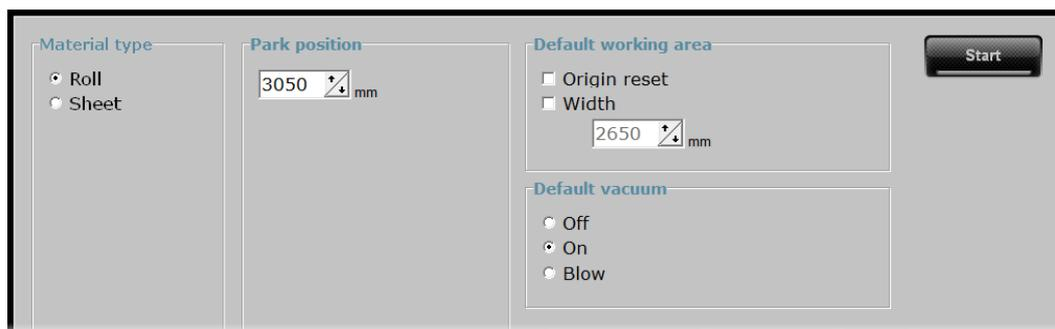 Material type
Roll
Sheet
Park position
3050 mm
Default working area
Origin reset
Width
2650 mm
Default vacuum
Off
On
Blow
Start